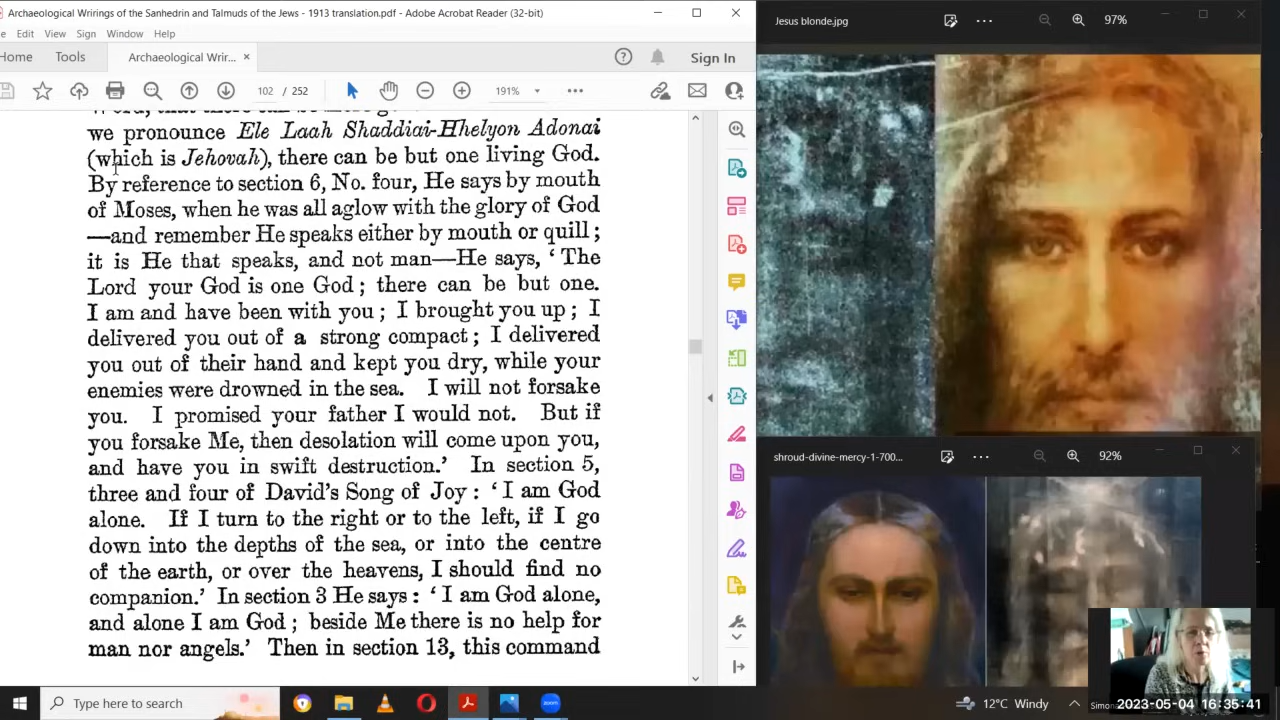 Archaeological Wrirings of the Sanhedrin and Talmuds of the Jews - 1913 translation.pdf - Adobe Acrobat Reader (32-bit)
e Edit View Sign Window Help
Home Tools Archaeological Wrir... × Sign In
102 / 252 191%
we pronounce Ele Laah Shaddiai-Hhelyon Adonai
(which is Jehovah), there can be but one living God.
By reference to section 6, No. four, He says by mouth
of Moses, when he was all aglow with the glory of God
—and remember He speaks either by mouth or quill;
it is He that speaks, and not man—He says, ‘The
Lord your God is one God; there can be but one.
I am and have been with you; I brought you up; I
delivered you out of a strong compact; I delivered
you out of their hand and kept you dry, while your
enemies were drowned in the sea. I will not forsake
you. I promised your father I would not. But if
you forsake Me, then desolation will come upon you,
and have you in swift destruction.’ In section 5,
three and four of David’s Song of Joy: ‘I am God
alone. If I turn to the right or to the left, if I go
down into the depths of the sea, or into the centre
of the earth, or over the heavens, I should find no
companion.’ In section 3 He says: ‘I am God alone,
and alone I am God; beside Me there is no help for
man nor angels.’ Then in section 13, this command
Jesus blonde.jpg 97%
shroud-divine-mercy-1-700... 92%
Type here to search
12°C Windy
Simon
2023-05-04 16:35:41